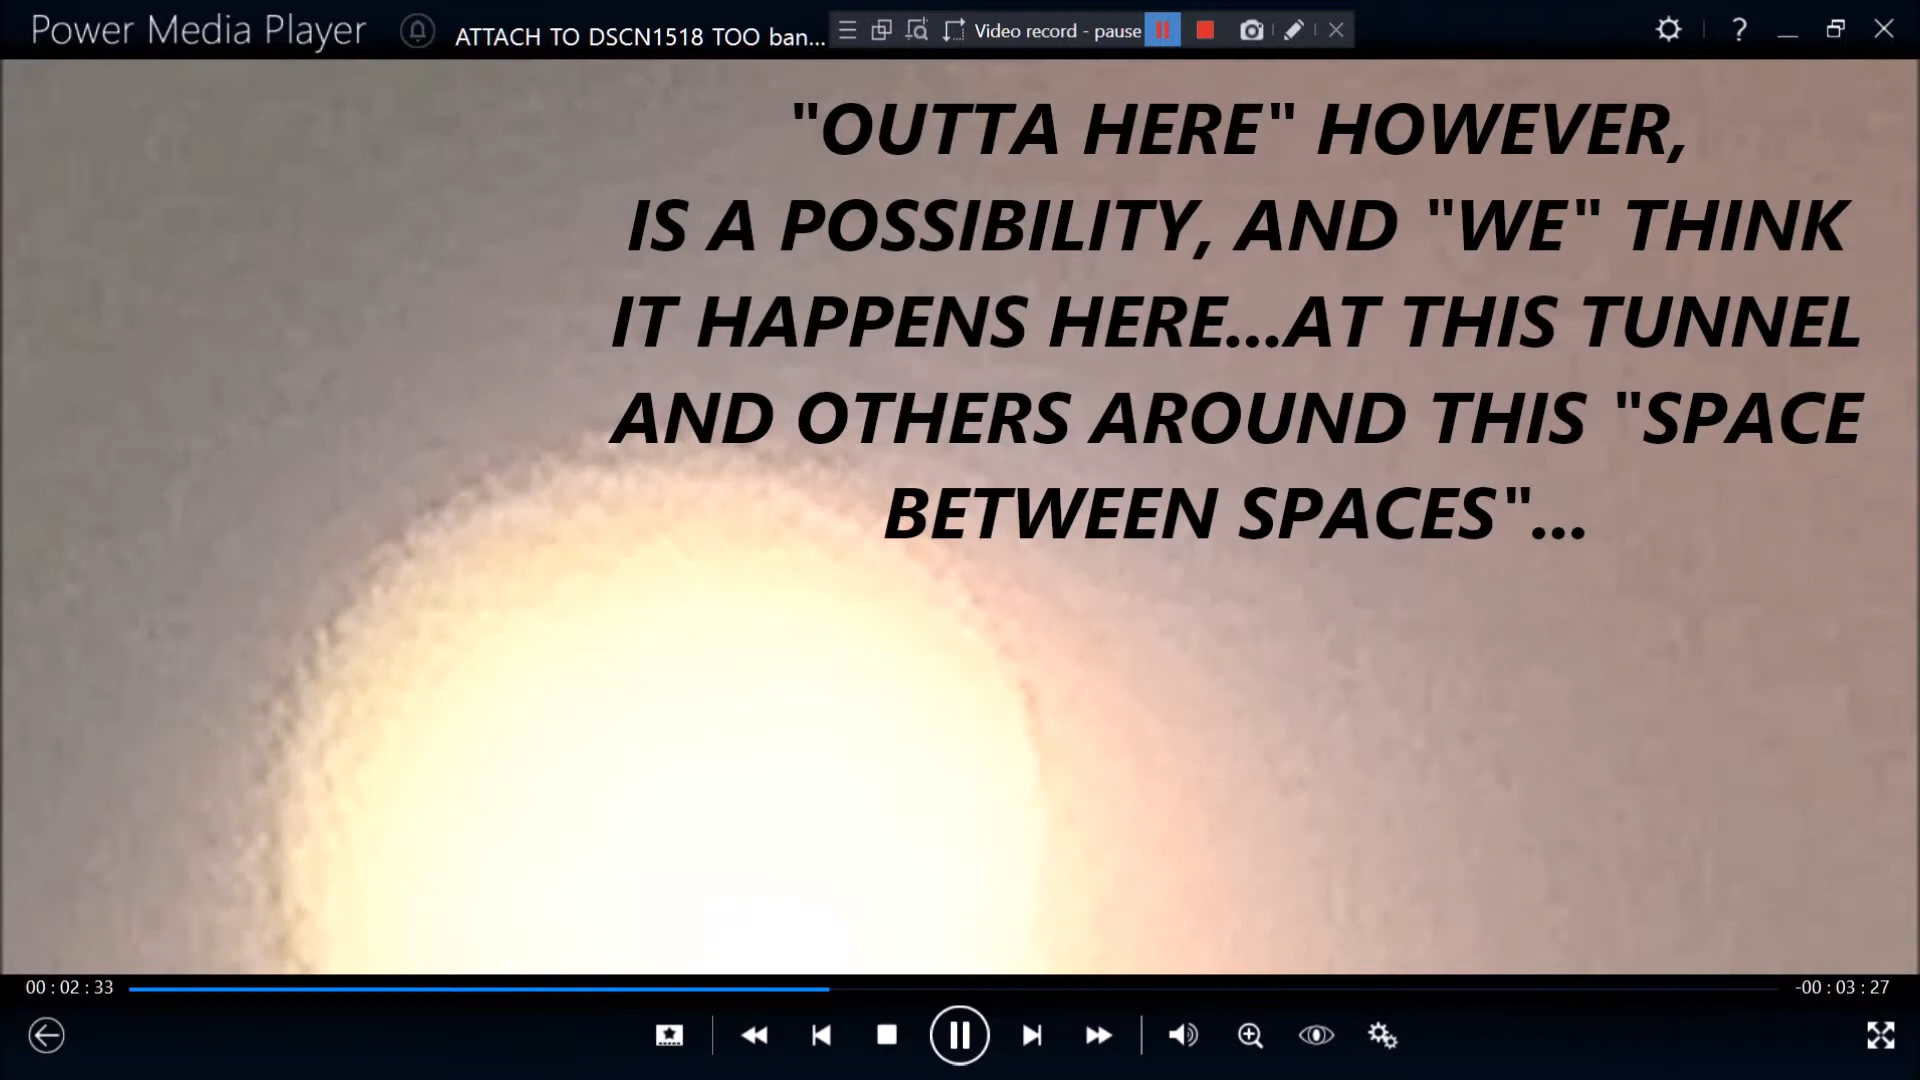 Power Media Player
ATTACH TO DSCN1518 TOO ban...
Video record - pause
"OUTTA HERE" HOWEVER,
IS A POSSIBILITY, AND "WE" THINK
IT HAPPENS HERE...AT THIS TUNNEL
AND OTHERS AROUND THIS "SPACE
BETWEEN SPACES"...
00 : 02 : 33
-00 : 03 : 27